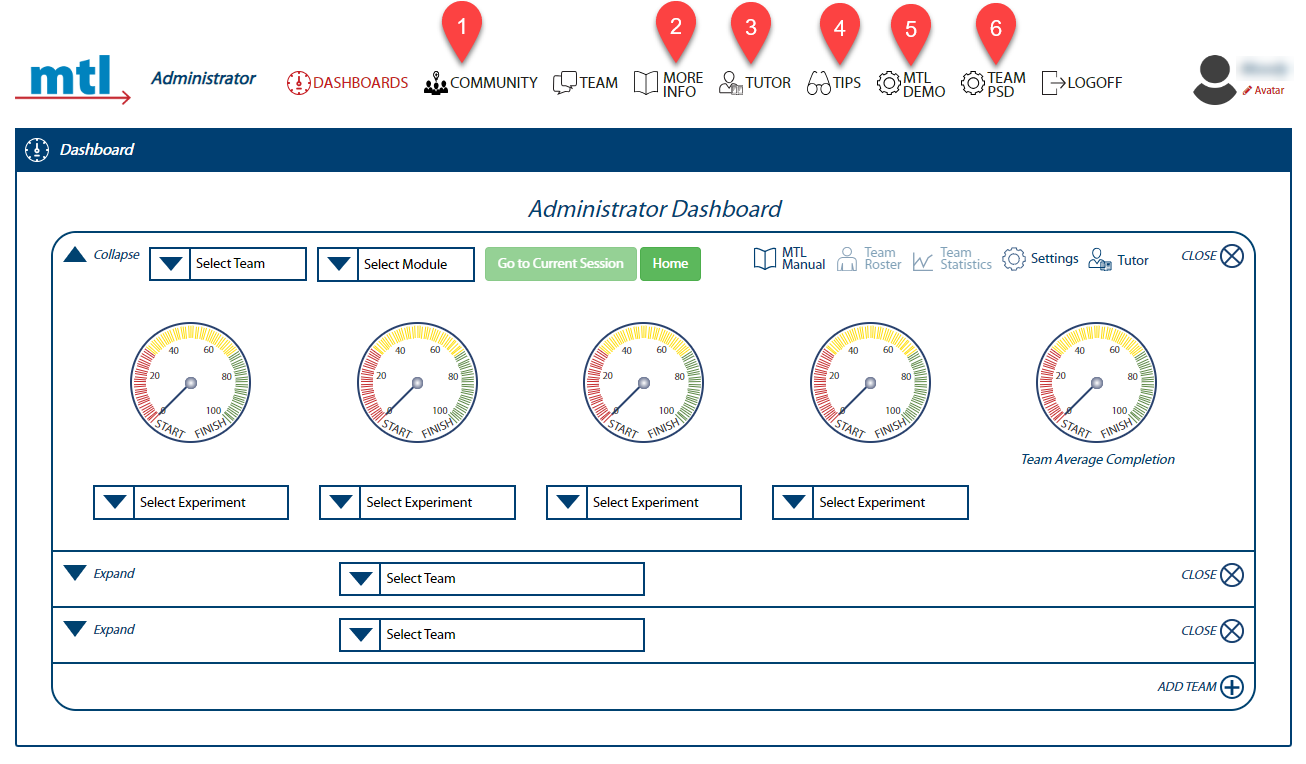 1 2 3 4 5 6
mtl
Administrator
DASHBOARDS
COMMUNITY
TEAM
MORE
INFO
TUTOR
TIPS
MTL
DEMO
TEAM
PSD
LOGOFF
Avatar
Dashboard
Administrator Dashboard
Collapse
Select Team
Select Module
Go to Current Session
Home
MTL
Manual
Team
Roster
Team
Statistics
Settings
Tutor
CLOSE
0 20 40 60 80 100
START FINISH
0 20 40 60 80 100
START FINISH
0 20 40 60 80 100
START FINISH
0 20 40 60 80 100
START FINISH
0 20 40 60 80 100
START FINISH
Team Average Completion
Select Experiment
Select Experiment
Select Experiment
Select Experiment
Expand
Select Team
CLOSE
Expand
Select Team
CLOSE
ADD TEAM